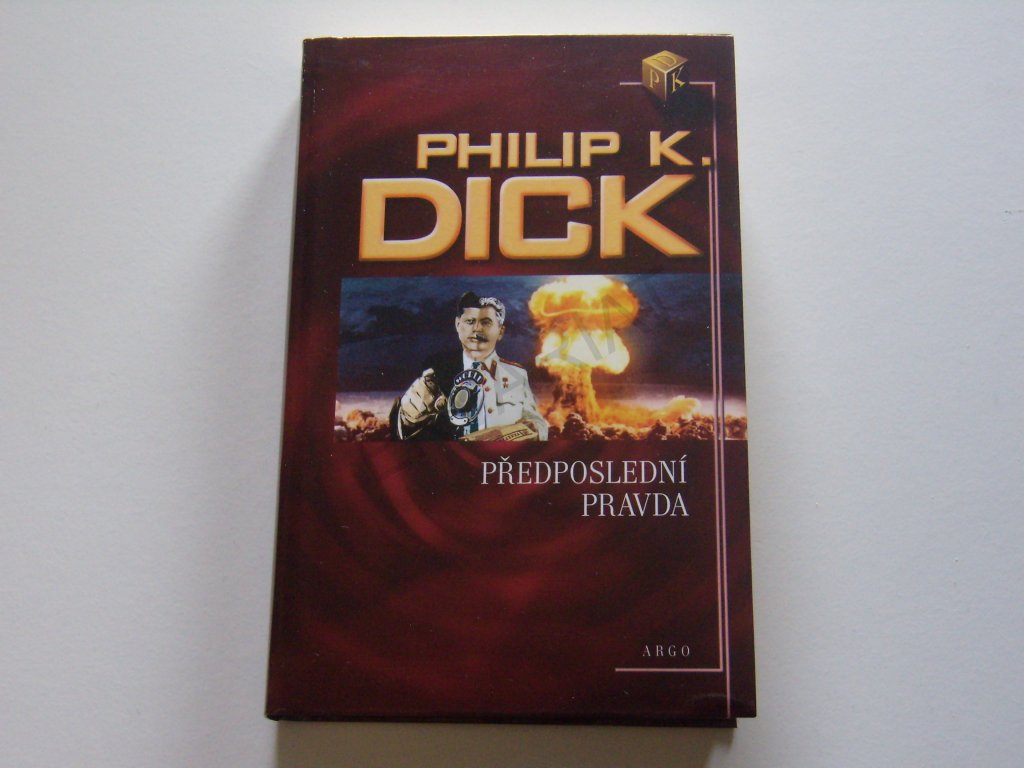 D
P K
PHILIP K.
DICK
PŘEDPOSLEDNÍ
PRAVDA
ARGO